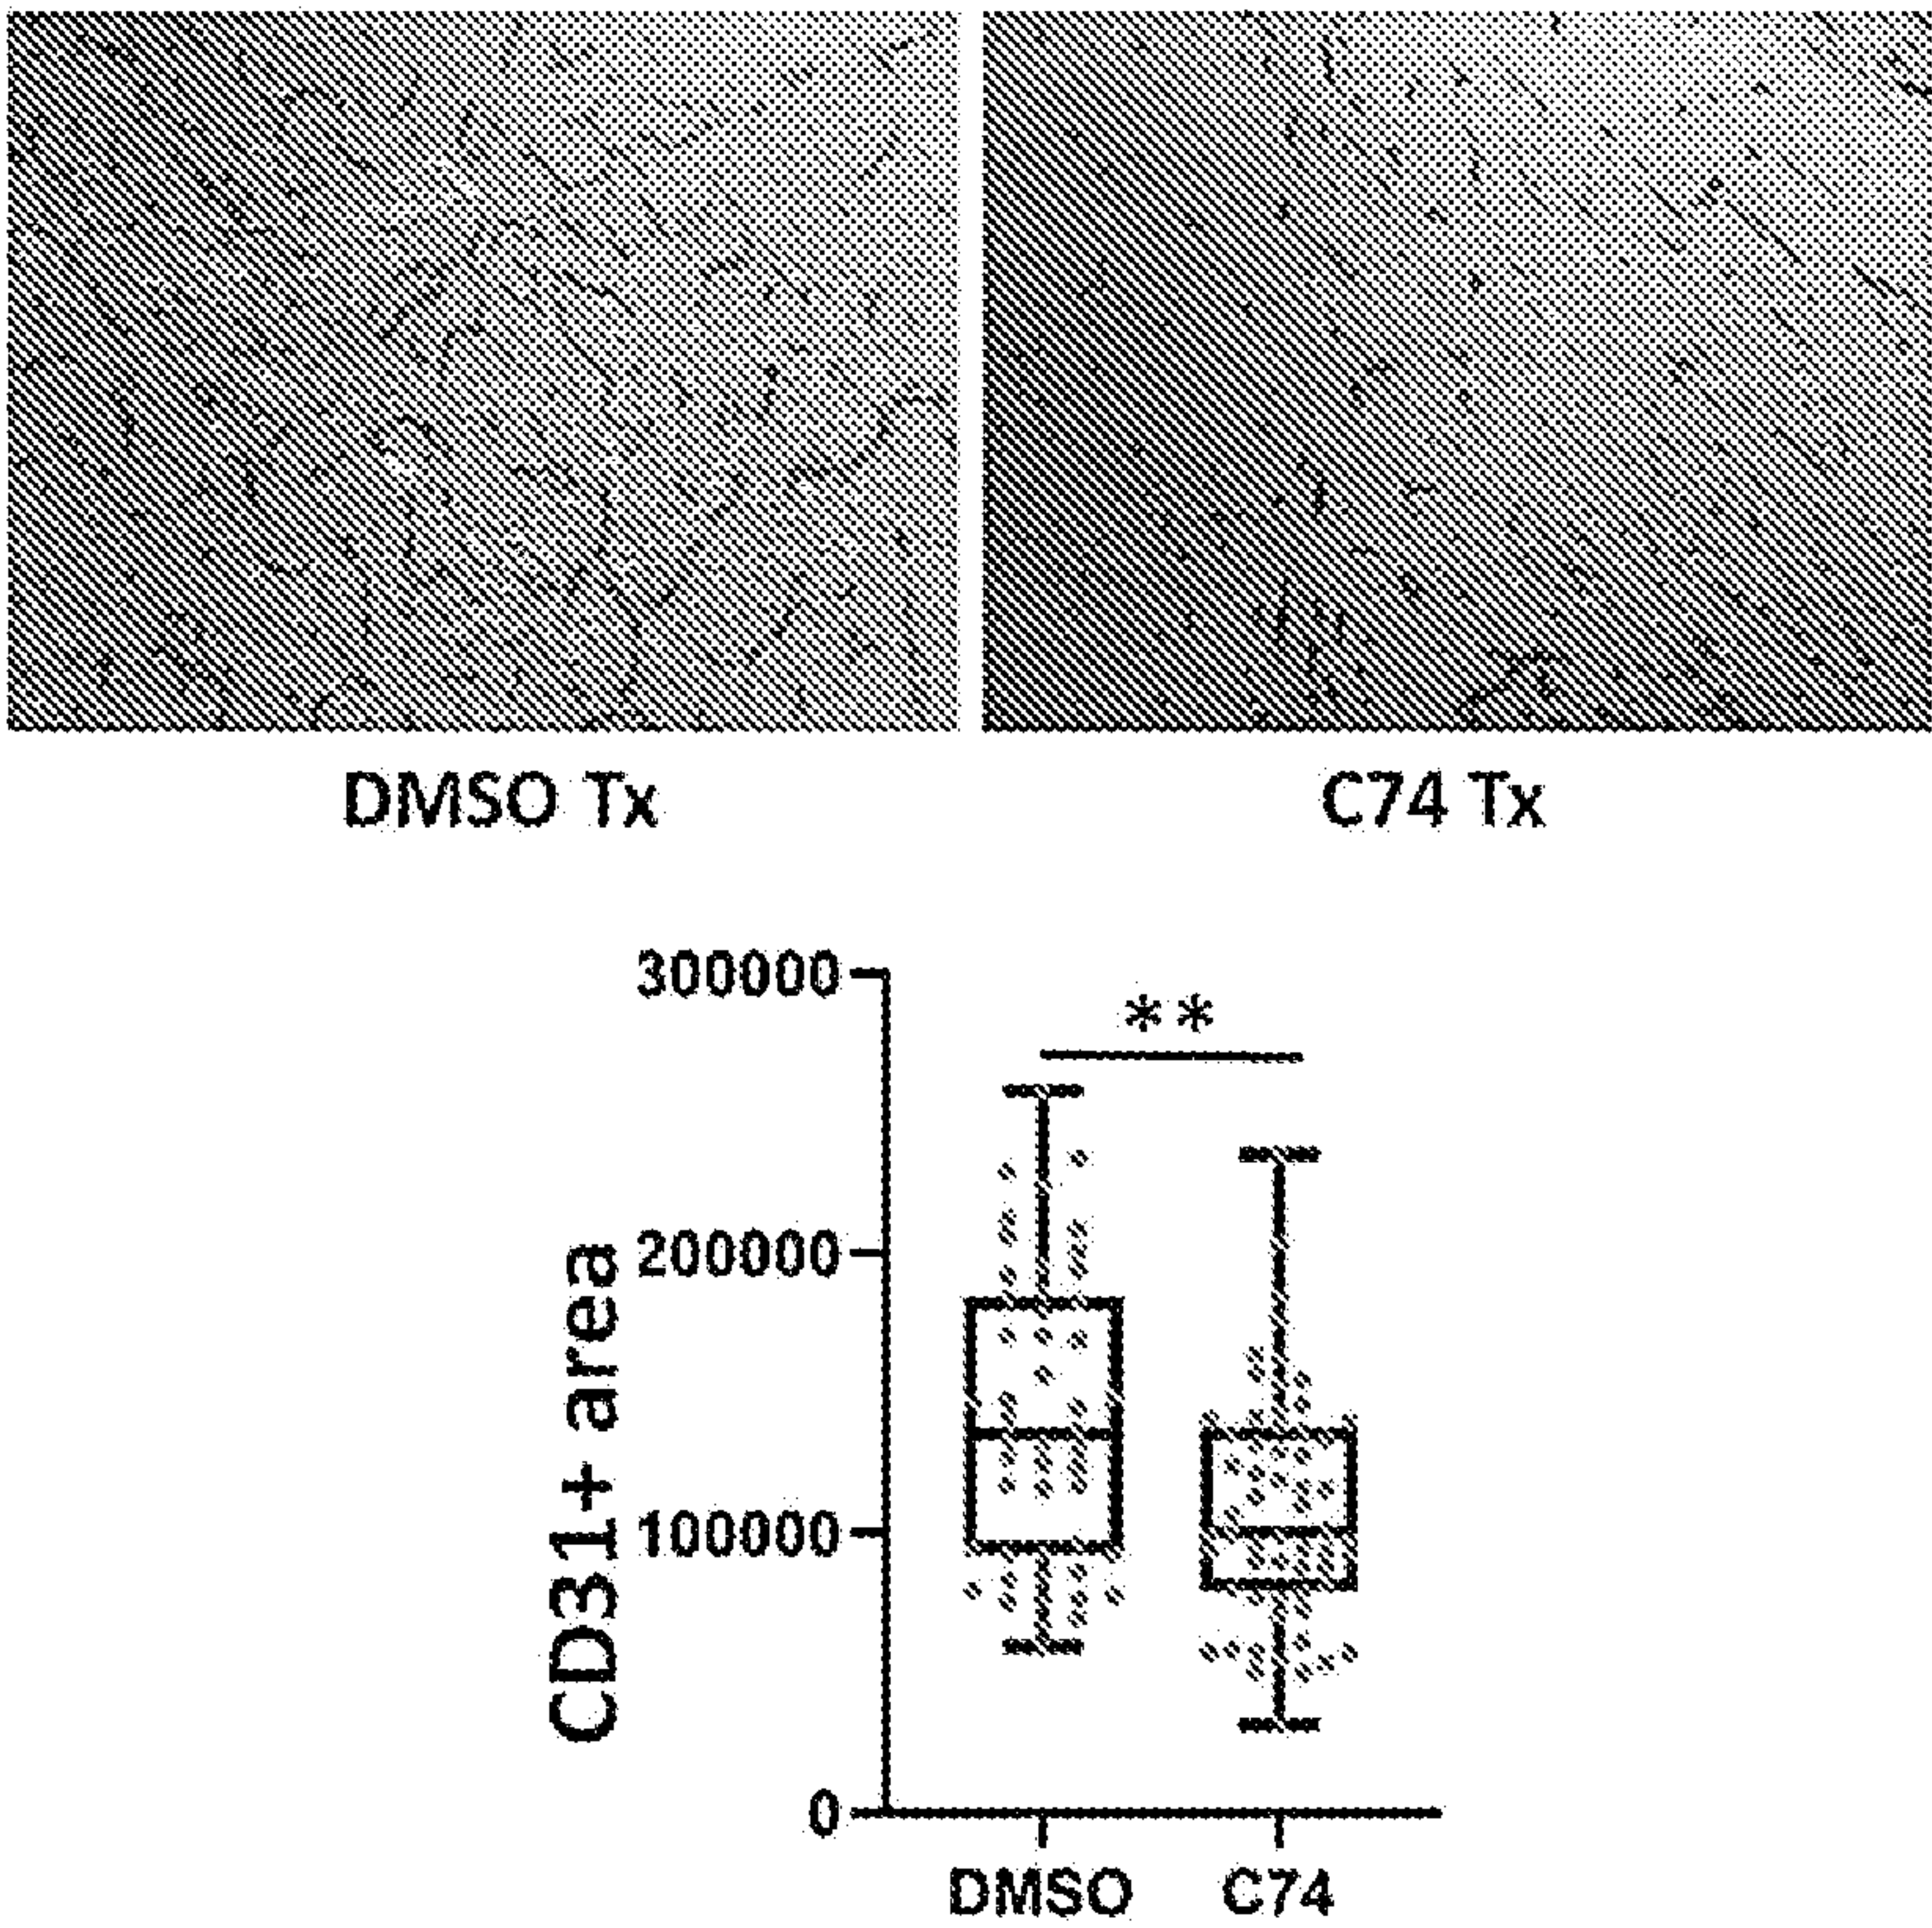 DMSO Tx
C74 Tx
300000
**
200000
100000
0
CD31+ area
DMSO
C74